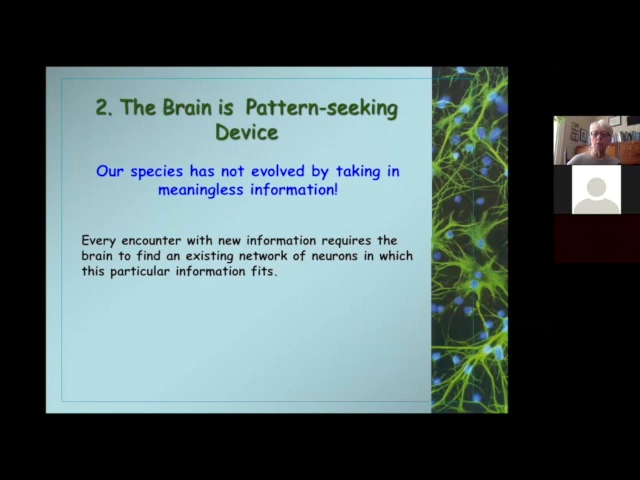 2. The Brain is Pattern-seeking
Device
Our species has not evolved by taking in
meaningless information!
Every encounter with new information requires the
brain to find an existing network of neurons in which
this particular information fits.